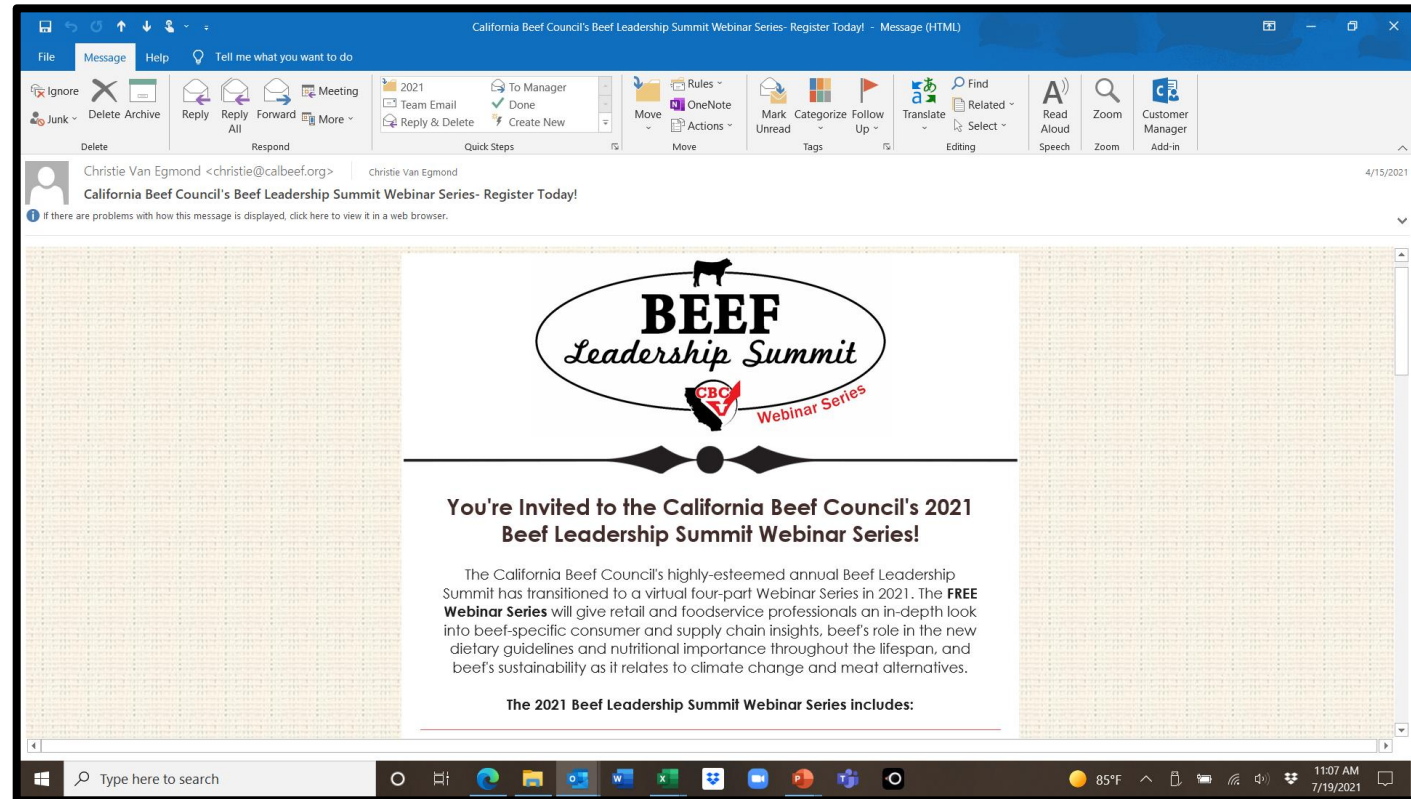 California Beef Council's Beef Leadership Summit Webinar Series- Register Today! - Message (HTML)
File Message Help Tell me what you want to do
Ignore
Junk
Delete Archive
Reply Reply All Forward
Meeting
More
2021 To Manager
Team Email Done
Reply & Delete Create New
Move
Rules
OneNote
Actions
Mark Unread Categorize Follow Up
Translate
Find
Related
Select
Read Aloud
Zoom
Customer Manager
Delete Respond Quick Steps Move Tags Editing Speech Zoom Add-in
Christie Van Egmond <christie@calbeef.org> Christie Van Egmond 4/15/2021
California Beef Council's Beef Leadership Summit Webinar Series- Register Today!
If there are problems with how this message is displayed, click here to view it in a web browser.
BEEF
Leadership Summit
CBC
Webinar Series
You're Invited to the California Beef Council's 2021
Beef Leadership Summit Webinar Series!
The California Beef Council's highly-esteemed annual Beef Leadership
Summit has transitioned to a virtual four-part Webinar Series in 2021. The FREE
Webinar Series will give retail and foodservice professionals an in-depth look
into beef-specific consumer and supply chain insights, beef's role in the new
dietary guidelines and nutritional importance throughout the lifespan, and
beef's sustainability as it relates to climate change and meat alternatives.
The 2021 Beef Leadership Summit Webinar Series includes:
Type here to search
85°F
11:07 AM
7/19/2021